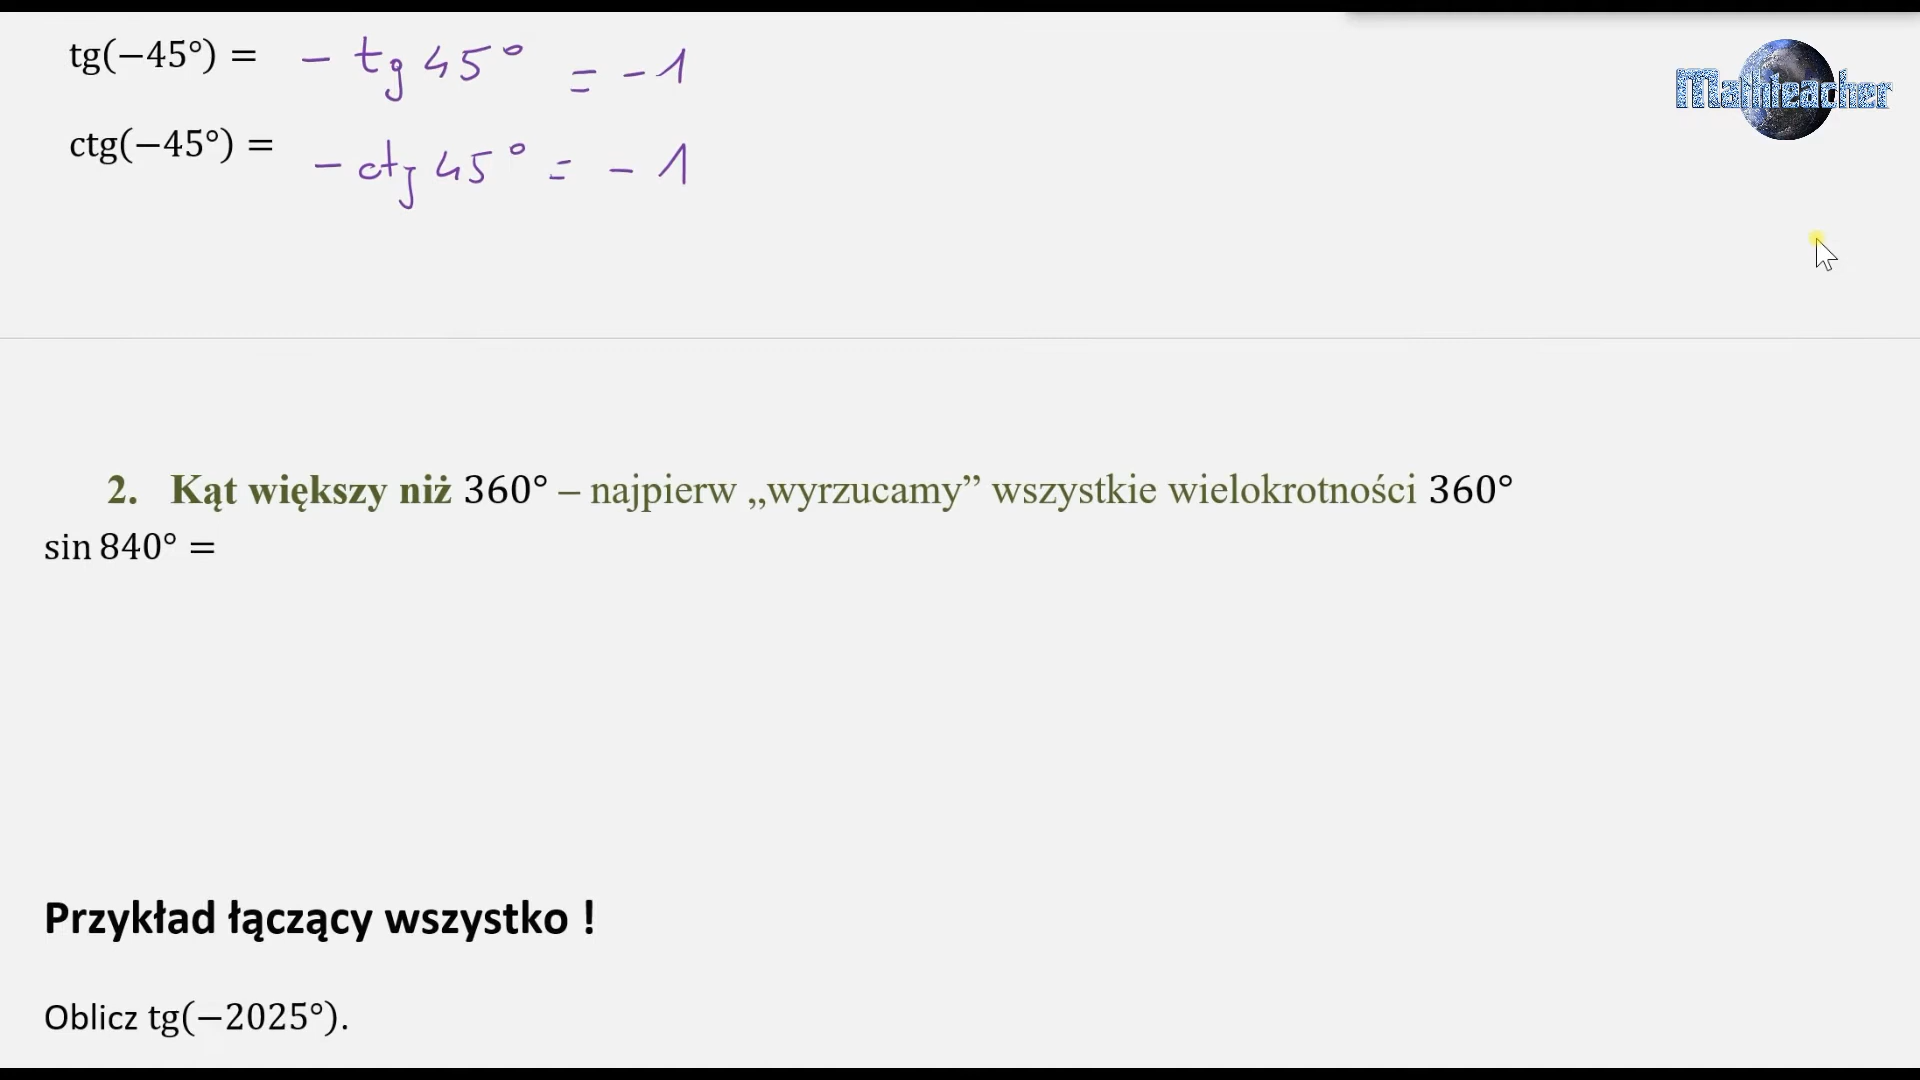 tg(−45°) = − tg 45° = −1
Mathteacher
ctg(−45°) = − ctg 45° = − 1
2. Kąt większy niż 360° – najpierw „wyrzucamy” wszystkie wielokrotności 360°
sin 840° =
Przykład łączący wszystko !
Oblicz tg(−2025°).